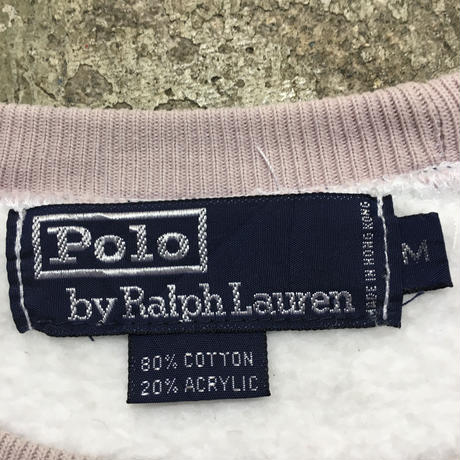 Polo
by Ralph Lauren
MADE IN HONG KONG
M
80% COTTON
20% ACRYLIC